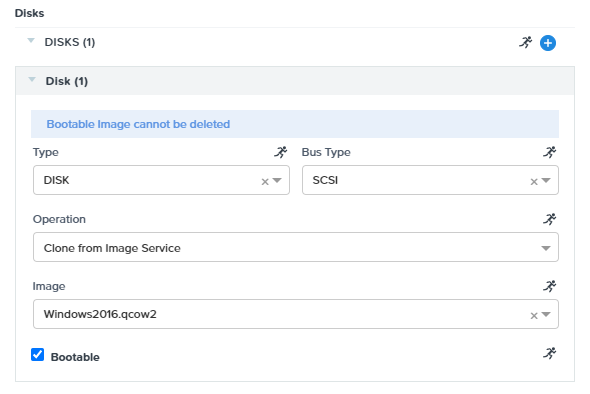 Disks
DISKS (1)
Disk (1)
Bootable Image cannot be deleted
Type
Bus Type
DISK
SCSI
Operation
Clone from Image Service
Image
Windows2016.qcow2
Bootable